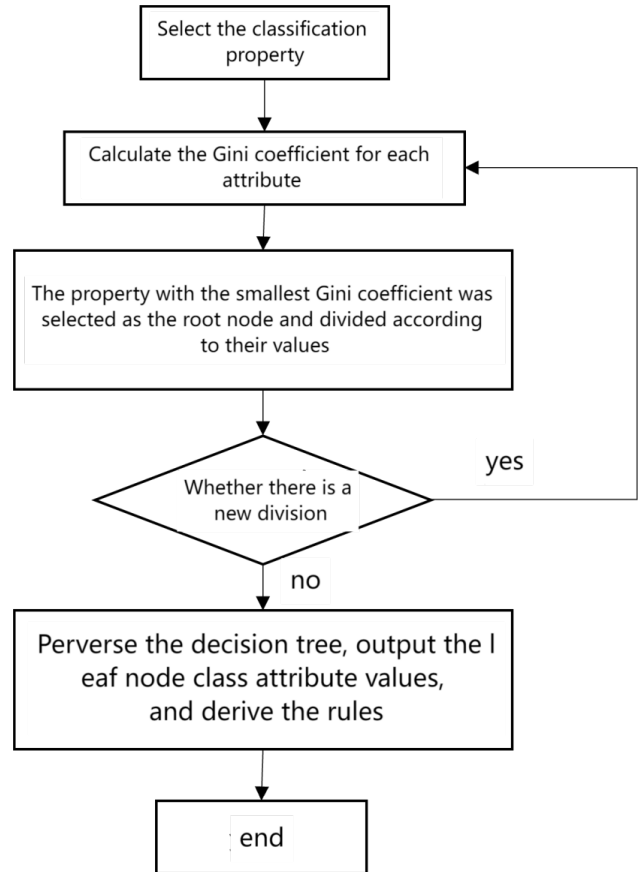 Select the classification
property
Calculate the Gini coefficient for each
attribute
The property with the smallest Gini coefficient was
selected as the root node and divided according
to their values
yes
Whether there is a
new division
no
Perverse the decision tree, output the l
eaf node class attribute values,
and derive the rules
end